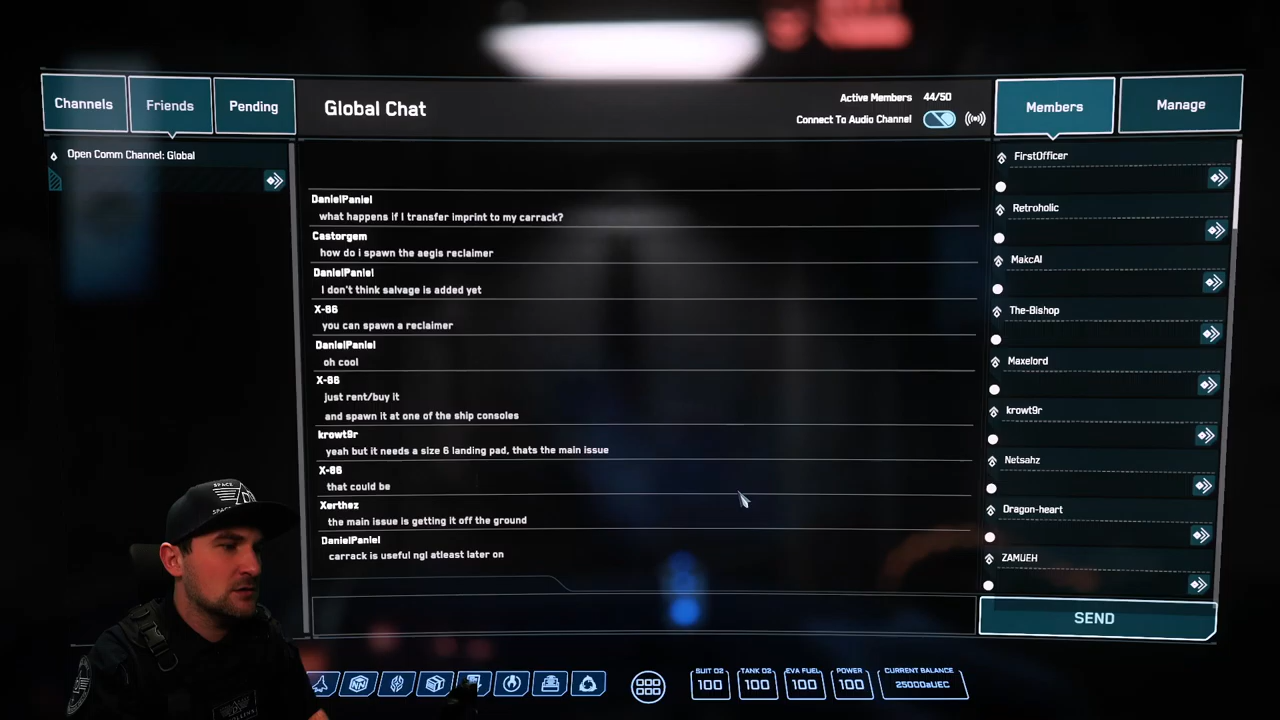 Channels
Friends
Pending
Global Chat
Active Members 44/50
Connect To Audio Channel
Members
Manage
Open Comm Channel: Global
DanielPaniel
what happens if I transfer imprint to my carrack?
Castorgem
how do i spawn the aegis reclaimer
DanielPaniel
I don't think salvage is added yet
X-66
you can spawn a reclaimer
DanielPaniel
oh cool
X-66
just rent/buy it
and spawn it at one of the ship consoles
krowt9r
yeah but it needs a size 6 landing pad, thats the main issue
X-66
that could be
Xerthez
the main issue is getting it off the ground
DanielPaniel
carrack is useful ngl atleast later on
FirstOfficer
Retroholic
MakcAl
The-Bishop
Maxelord
krowt9r
Netsahz
Dragon-heart
ZAMUEH
SEND
SUIT O2
100
TANK O2
100
EVA FUEL
100
POWER
100
CURRENT BALANCE
25000aUEC
SPACE